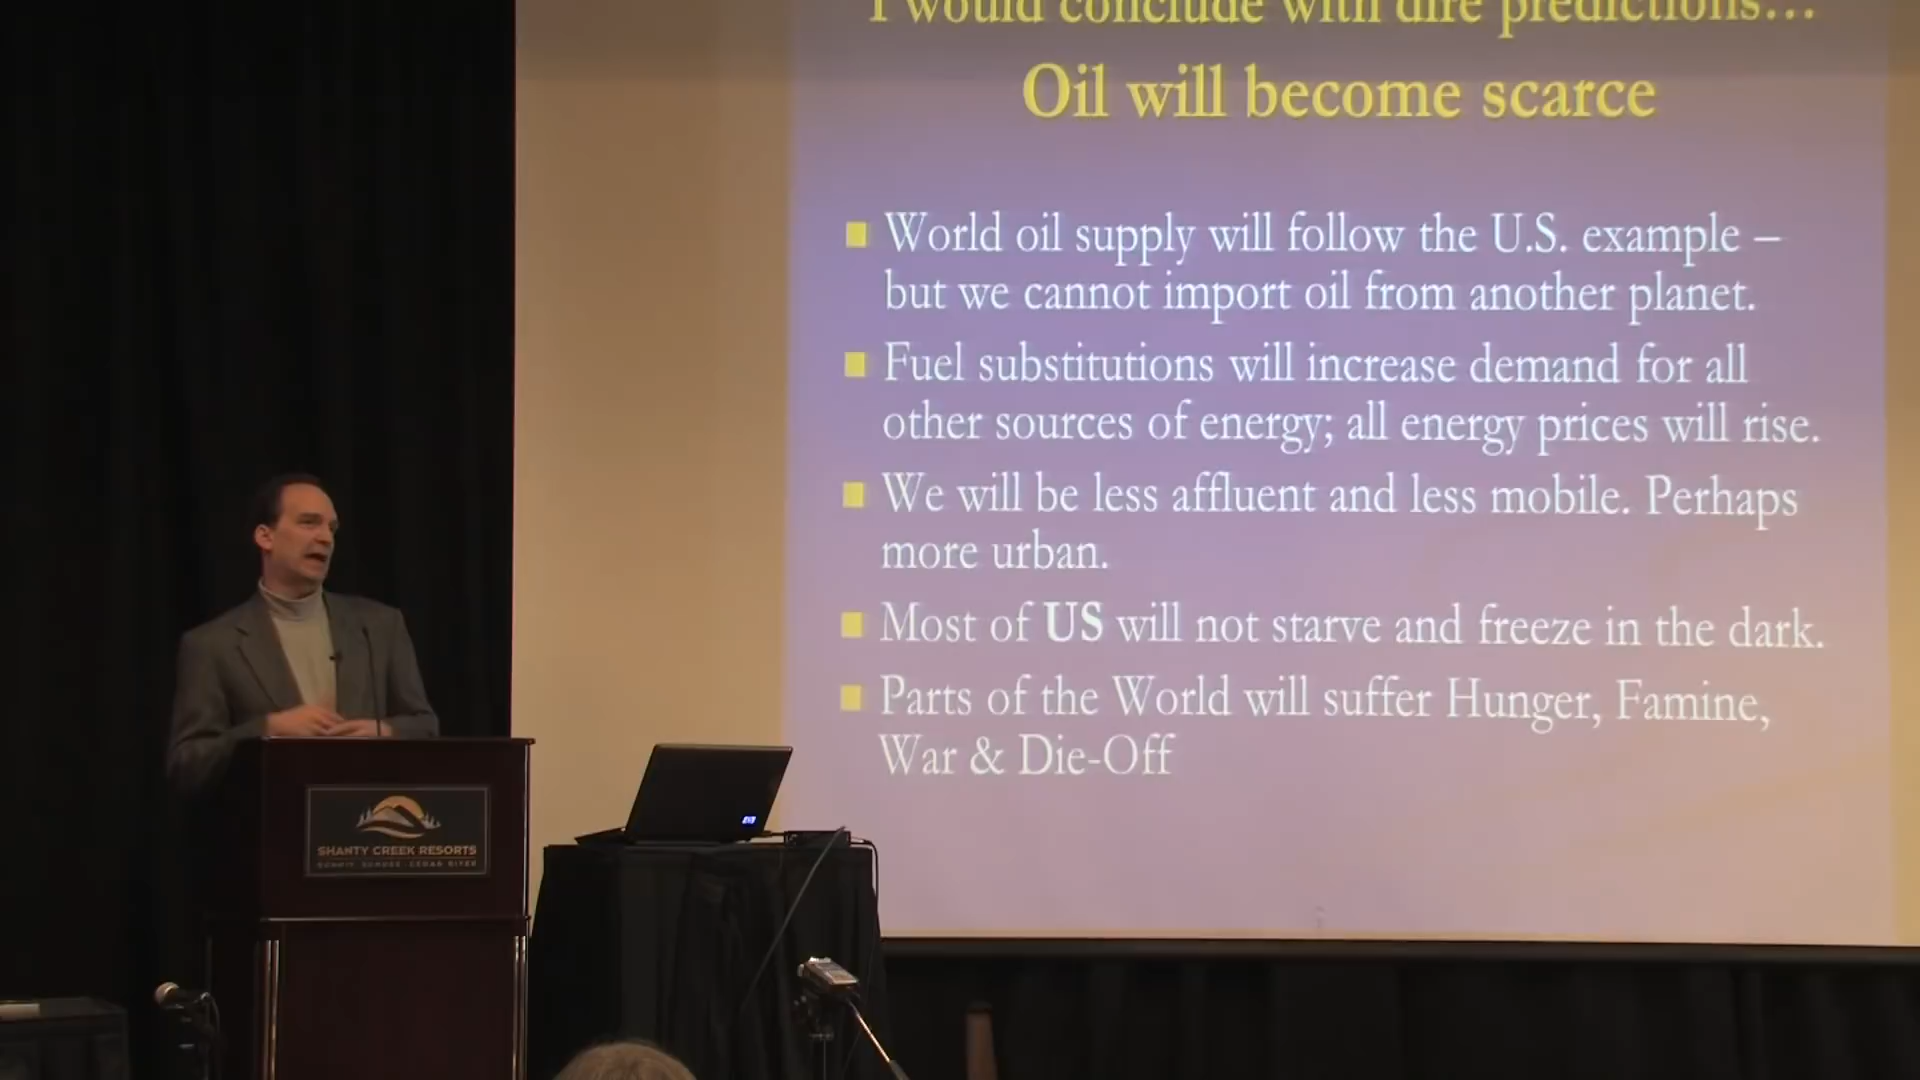 I would conclude with dire predictions...
Oil will become scarce
World oil supply will follow the U.S. example –
but we cannot import oil from another planet.
Fuel substitutions will increase demand for all
other sources of energy; all energy prices will rise.
We will be less affluent and less mobile. Perhaps
more urban.
Most of US will not starve and freeze in the dark.
Parts of the World will suffer Hunger, Famine,
War & Die-Off
SHANTY CREEK RESORTS